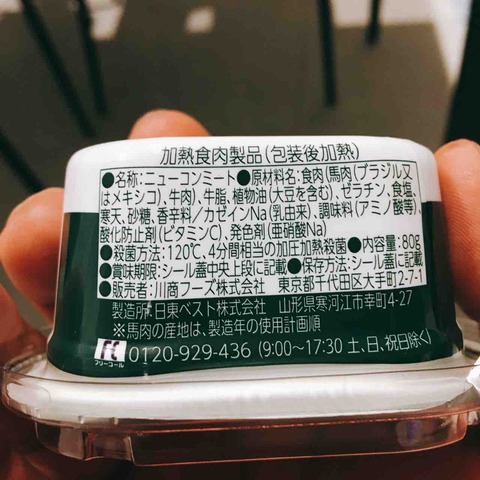 加熱食肉製品(包装後加熱)
●名称:ニューコンミート●原材料名:食肉(馬肉(ブラジル又
はメキシコ)、牛肉)、牛脂、植物油(大豆を含む)、ゼラチン、食塩、
寒天、砂糖、香辛料/カゼインNa(乳由来)、調味料(アミノ酸等)、
酸化防止剤(ビタミンC)、発色剤(亜硝酸Na)
●殺菌方法:120℃、4分間相当の加圧加熱殺菌●内容量:80g
●賞味期限:シール蓋中央上段に記載●保存方法:シール蓋に記載
●販売者:川商フーズ株式会社 東京都千代田区大手町2-7-1
製造所:日東ベスト株式会社 山形県寒河江市幸町4-27
※馬肉の産地は、製造年の使用計画順
フリーコール 0120-929-436 (9:00~17:30 土、日、祝日除く)